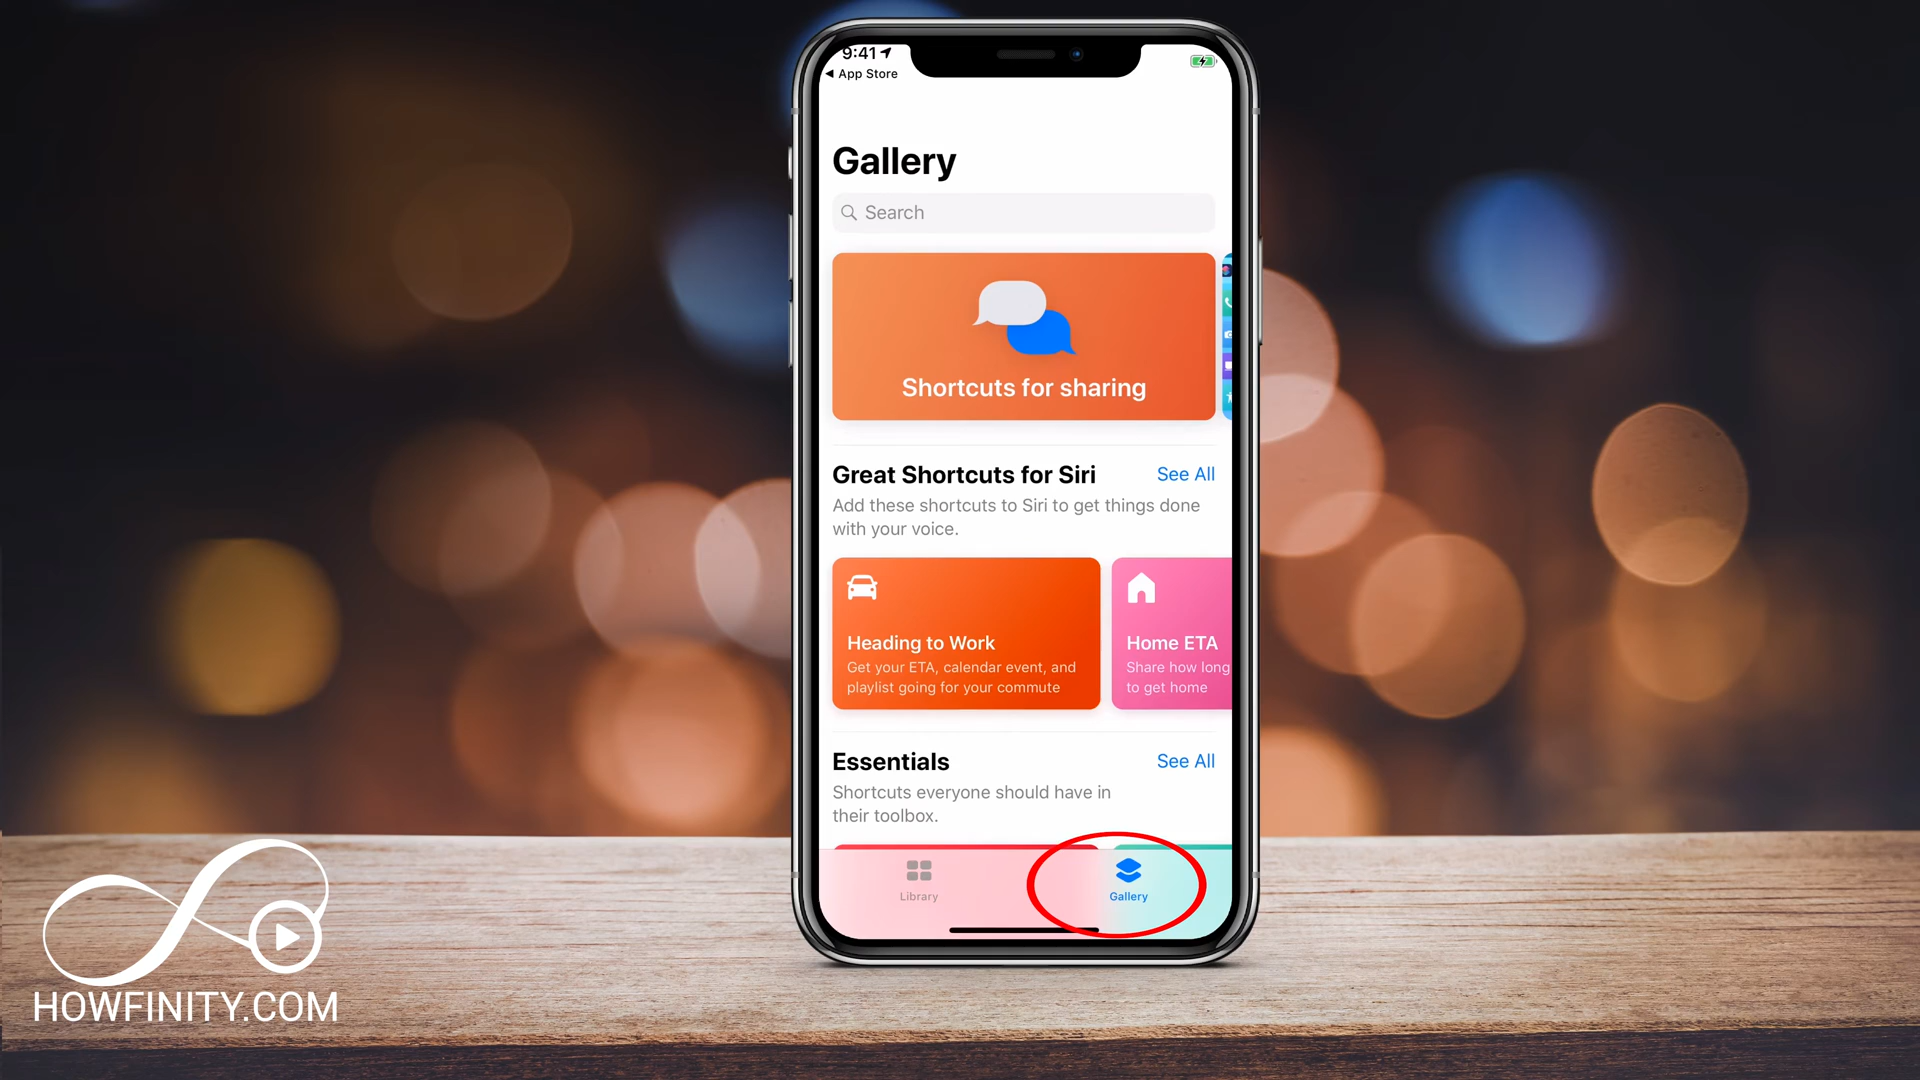 9:41
App Store
Gallery
Search
Shortcuts for sharing
Great Shortcuts for Siri
See All
Add these shortcuts to Siri to get things done
with your voice.
Heading to Work
Get your ETA, calendar event, and
playlist going for your commute
Home ETA
Share how long
to get home
Essentials
See All
Shortcuts everyone should have in
their toolbox.
Library
Gallery
HOWFINITY.COM